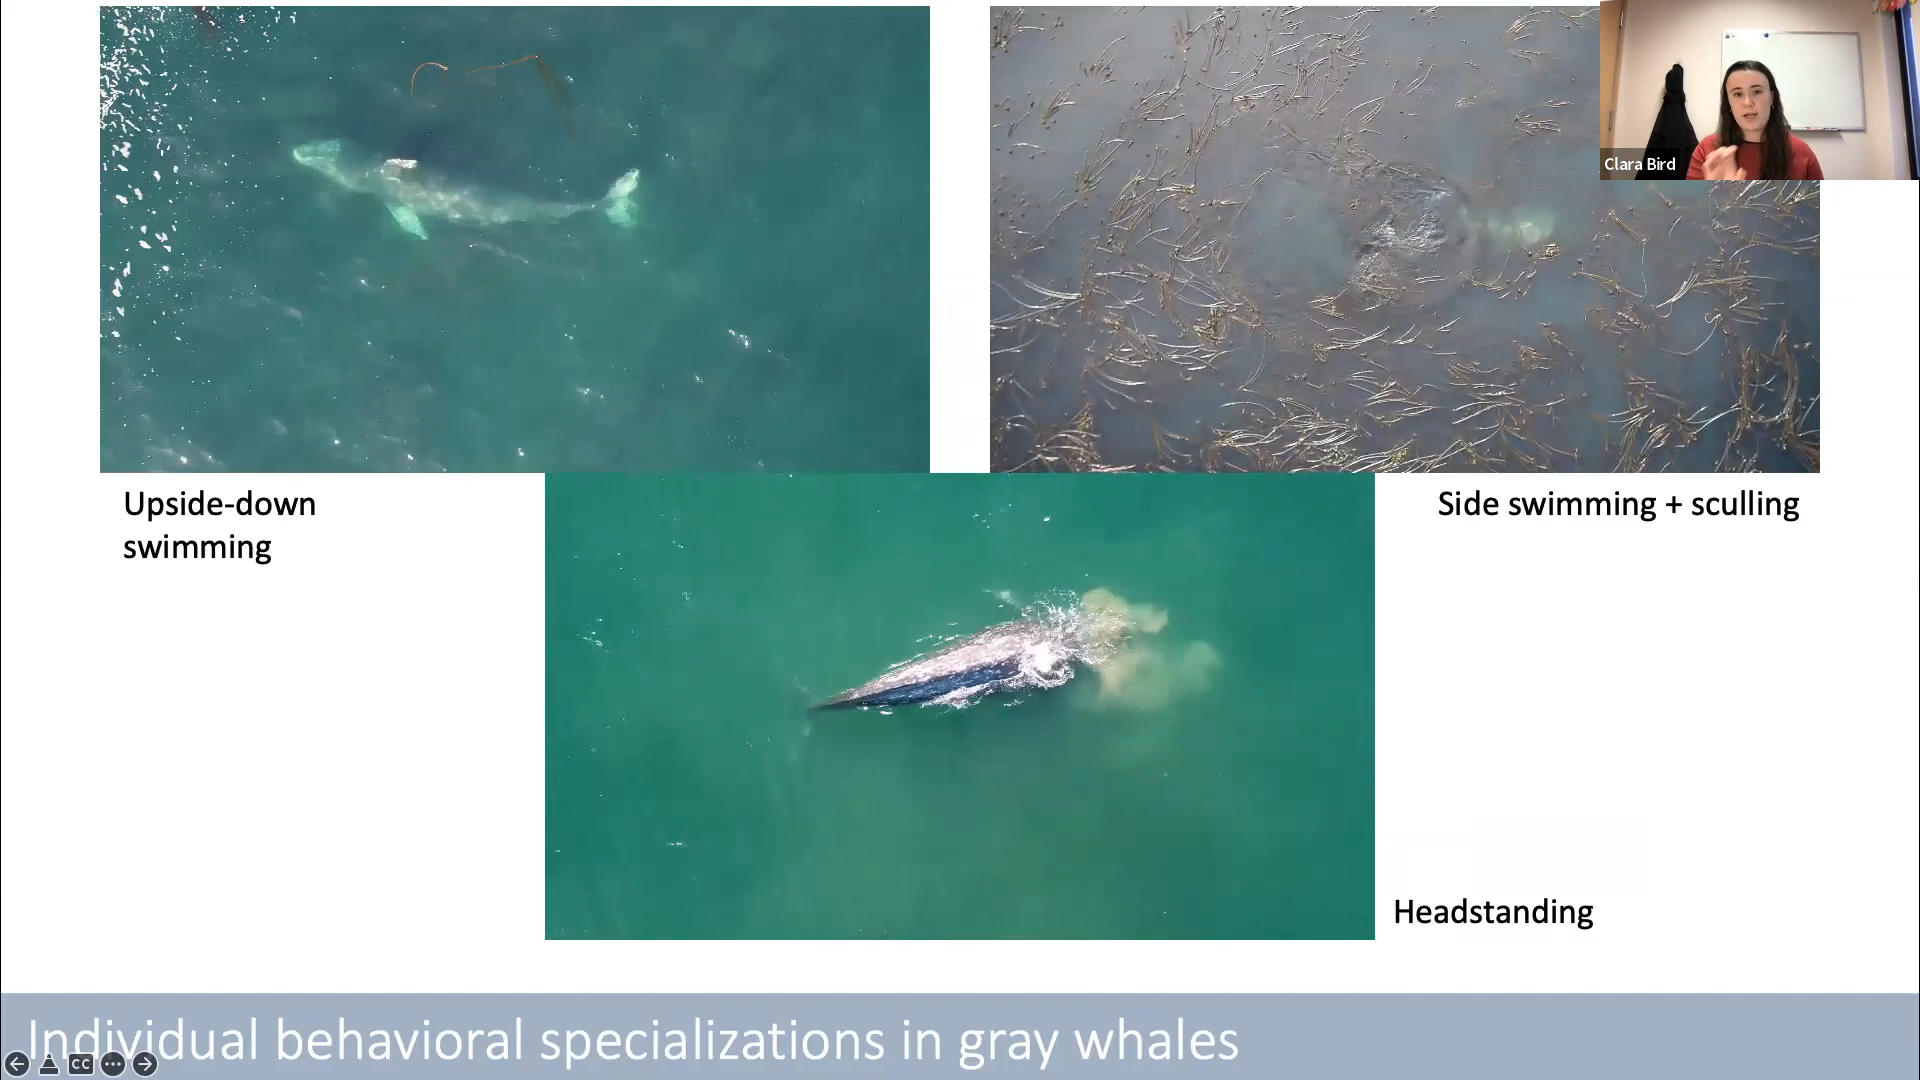 Clara Bird
Upside-down
swimming
Side swimming + sculling
Headstanding
Individual behavioral specializations in gray whales
CC